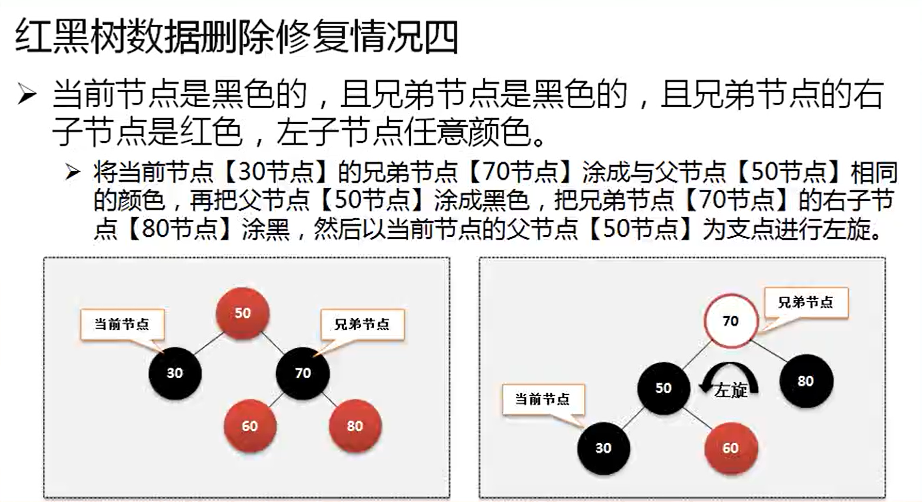 红黑树数据删除修复情况四
当前节点是黑色的，且兄弟节点是黑色的，且兄弟节点的右
子节点是红色，左子节点任意颜色。
将当前节点【30节点】的兄弟节点【70节点】涂成与父节点【50节点】相同
的颜色，再把父节点【50节点】涂成黑色，把兄弟节点【70节点】的右子节
点【80节点】涂黑，然后以当前节点的父节点【50节点】为支点进行左旋。
50
当前节点
兄弟节点
30
70
60
80
兄弟节点
70
50
左旋
80
当前节点
30
60